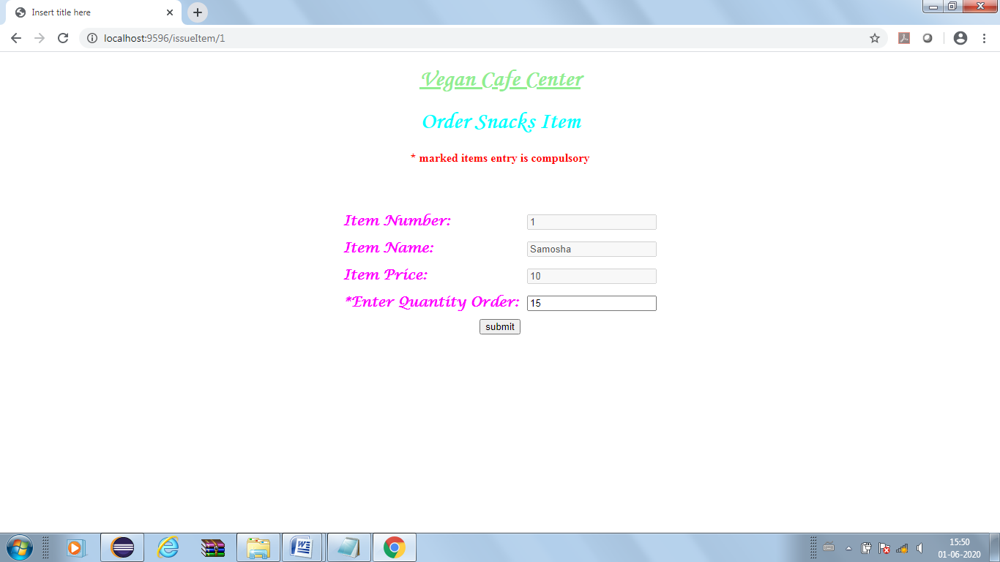 Insert title here
localhost:9596/issueItem/1
Vegan Cafe Center
Order Snacks Item
* marked items entry is compulsory
Item Number: 1
Item Name: Samosha
Item Price: 10
*Enter Quantity Order: 15
submit
15:50
01-06-2020